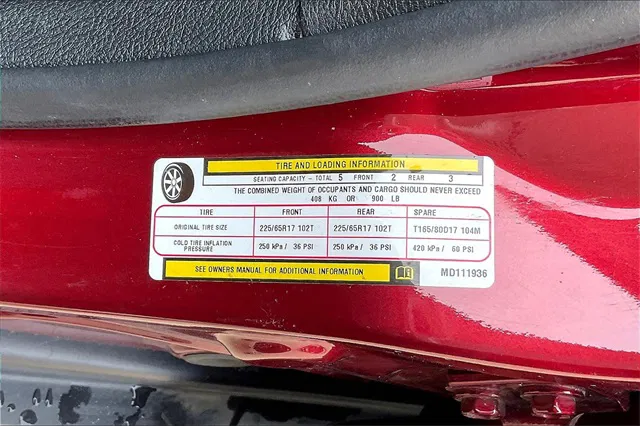 TIRE AND LOADING INFORMATION
SEATING CAPACITY - TOTAL 5 FRONT 2 REAR 3
THE COMBINED WEIGHT OF OCCUPANTS AND CARGO SHOULD NEVER EXCEED
408 KG OR 900 LB
TIRE FRONT REAR SPARE
ORIGINAL TIRE SIZE 225/65R17 102T 225/65R17 102T T165/80D17 104M
COLD TIRE INFLATION PRESSURE 250 kPa / 36 PSI 250 kPa / 36 PSI 420 kPa / 60 PSI
SEE OWNERS MANUAL FOR ADDITIONAL INFORMATION
MD111936